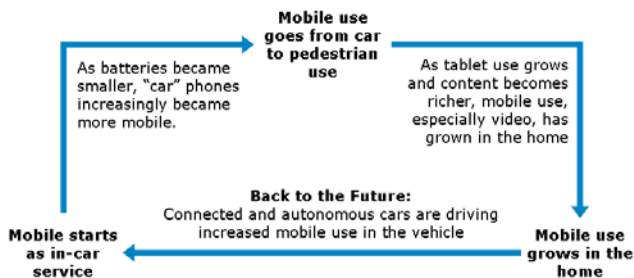 Mobile use
goes from car
to pedestrian
use
As batteries became
smaller, “car” phones
increasingly became
more mobile.
As tablet use grows
and content becomes
richer, mobile use,
especially video, has
grown in the home
Back to the Future:
Connected and autonomous cars are driving
increased mobile use in the vehicle
Mobile starts
as in-car
service
Mobile use
grows in the
home